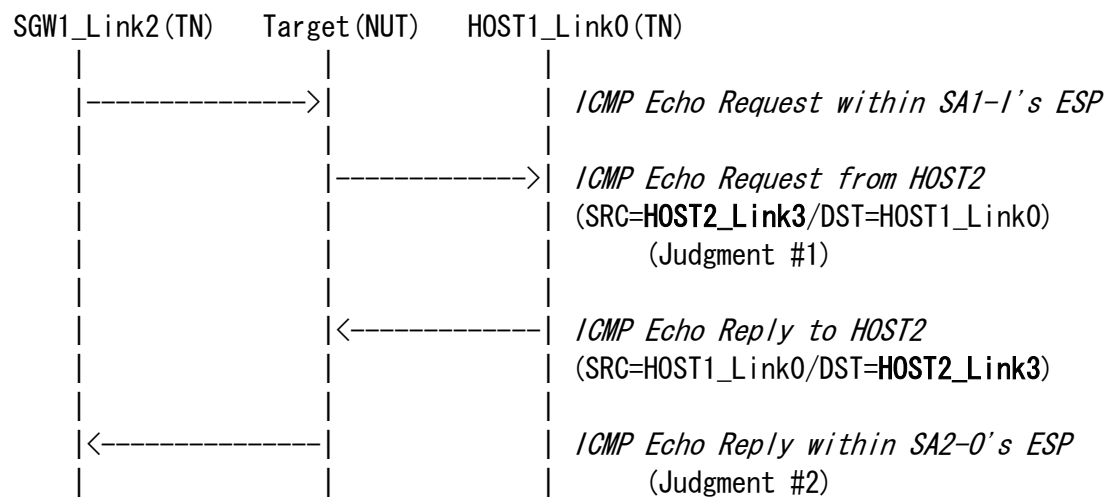 SGW1_Link2(TN)    Target(NUT)    HOST1_Link0(TN)
|                |              |
|--------------->|              | ICMP Echo Request within SA1-I's ESP
|                |              |
|                |------------->| ICMP Echo Request from HOST2
|                |              | (SRC=HOST2_Link3/DST=HOST1_Link0)
|                |              | (Judgment #1)
|                |              |
|                |<-------------| ICMP Echo Reply to HOST2
|                |              | (SRC=HOST1_Link0/DST=HOST2_Link3)
|                |              |
|<---------------|              | ICMP Echo Reply within SA2-O's ESP
|                |              | (Judgment #2)